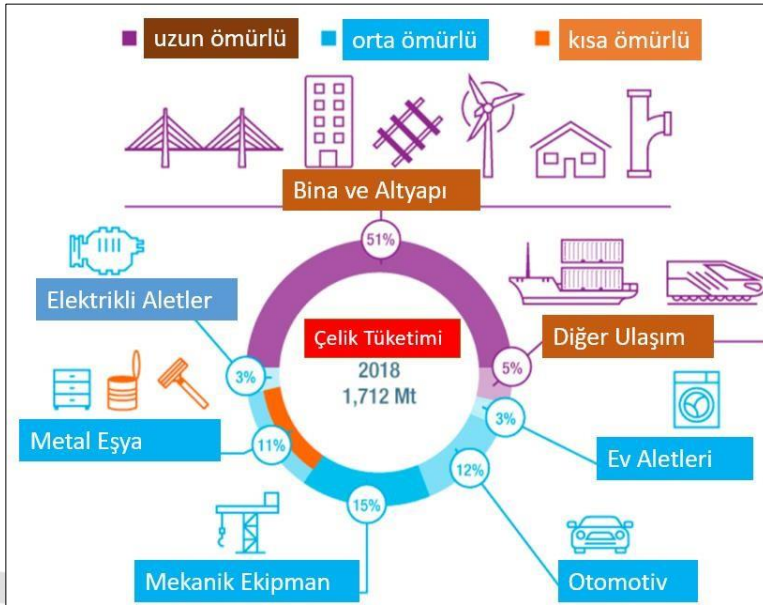 uzun ömürlü
orta ömürlü
kısa ömürlü
Bina ve Altyapı
51%
Elektrikli Aletler
Çelik Tüketimi
2018
1,712 Mt
Diğer Ulaşım
3%
5%
Metal Eşya
11%
3%
Ev Aletleri
12%
15%
Mekanik Ekipman
Otomotiv